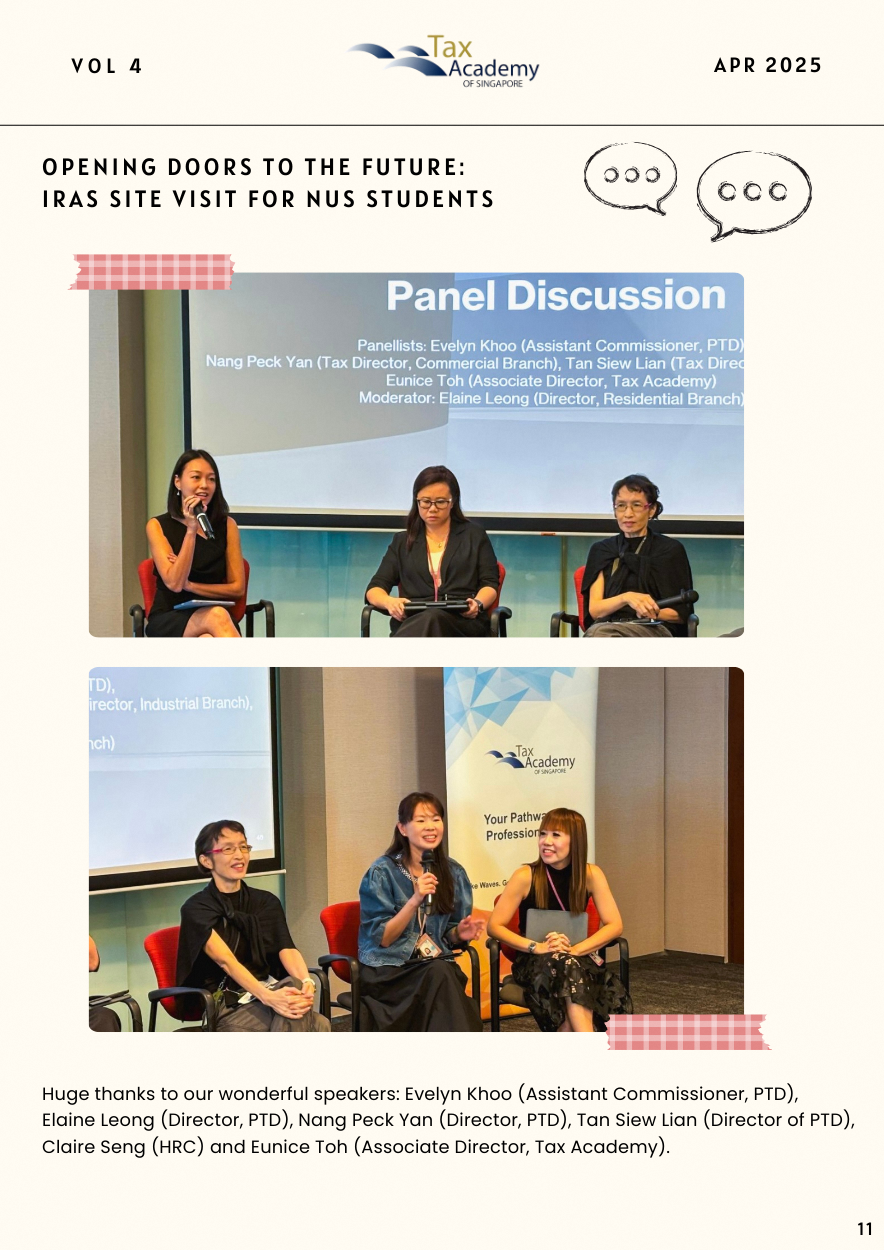 VOL 4
Tax
Academy
OF SINGAPORE
APR 2025
OPENING DOORS TO THE FUTURE:
IRAS SITE VISIT FOR NUS STUDENTS
Panel Discussion
Panellists: Evelyn Khoo (Assistant Commissioner, PTD)
Nang Peck Yan (Tax Director, Commercial Branch), Tan Siew Lian (Tax Direc
Eunice Toh (Associate Director, Tax Academy)
Moderator: Elaine Leong (Director, Residential Branch)
TD),
irector, Industrial Branch),
nch)
Tax
Academy
OF SINGAPORE
Your Pathwa
Profession
ke Waves. G
Huge thanks to our wonderful speakers: Evelyn Khoo (Assistant Commissioner, PTD),
Elaine Leong (Director, PTD), Nang Peck Yan (Director, PTD), Tan Siew Lian (Director of PTD),
Claire Seng (HRC) and Eunice Toh (Associate Director, Tax Academy).
11